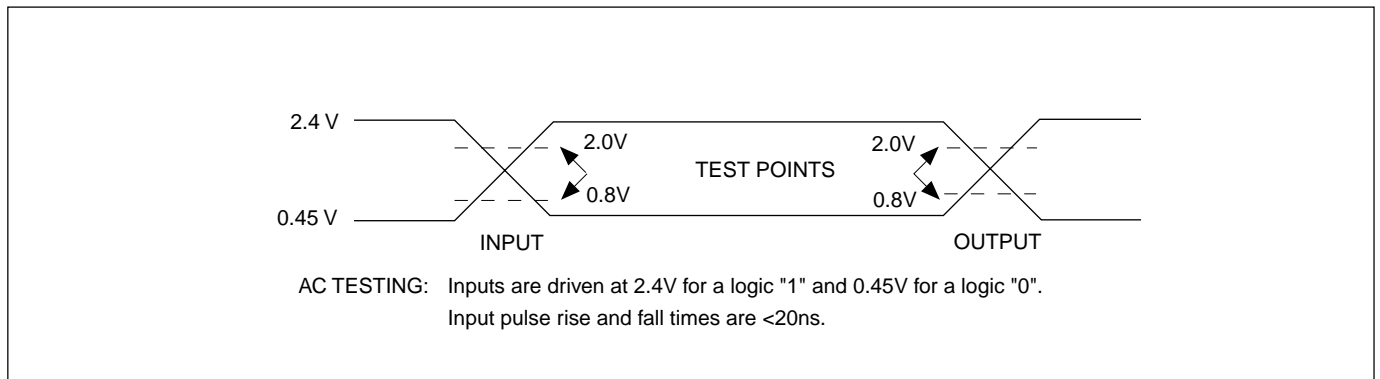 2.4 V
2.0V
TEST POINTS
2.0V
0.8V
0.8V
0.45 V
INPUT
OUTPUT
AC TESTING: Inputs are driven at 2.4V for a logic "1" and 0.45V for a logic "0".
Input pulse rise and fall times are <20ns.